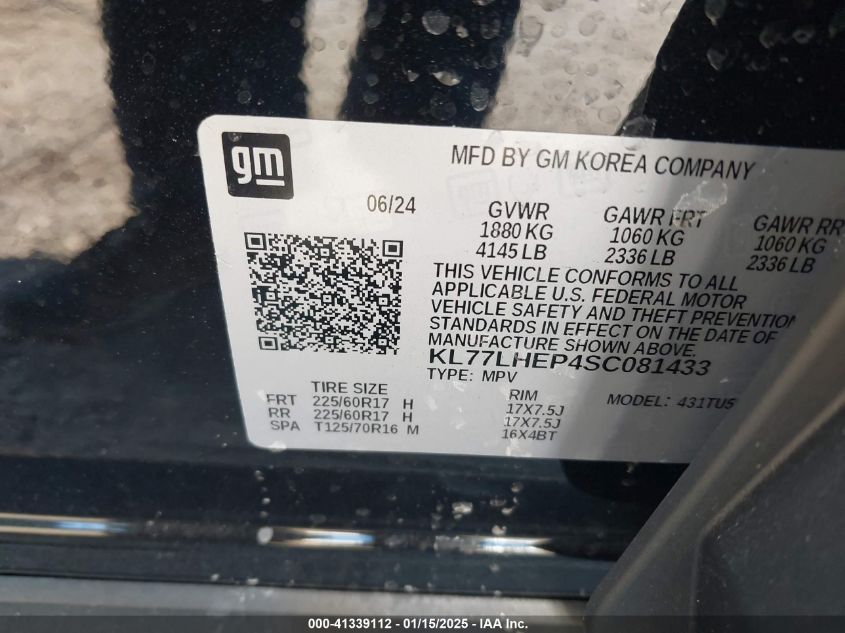 gm
MFD BY GM KOREA COMPANY
06/24
GVWR GAWR FRT GAWR RR
1880 KG 1060 KG 1060 KG
4145 LB 2336 LB 2336 LB
THIS VEHICLE CONFORMS TO ALL
APPLICABLE U.S. FEDERAL MOTOR
VEHICLE SAFETY AND THEFT PREVENTION
STANDARDS IN EFFECT ON THE DATE OF
MANUFACTURE SHOWN ABOVE.
KL77LHEP4SC081433
TYPE: MPV
TIRE SIZE RIM MODEL: 431TU5
FRT 225/60R17 H 17X7.5J
RR 225/60R17 H 17X7.5J
SPA T125/70R16 M 16X4BT
000-41339112 - 01/15/2025 - IAA Inc.